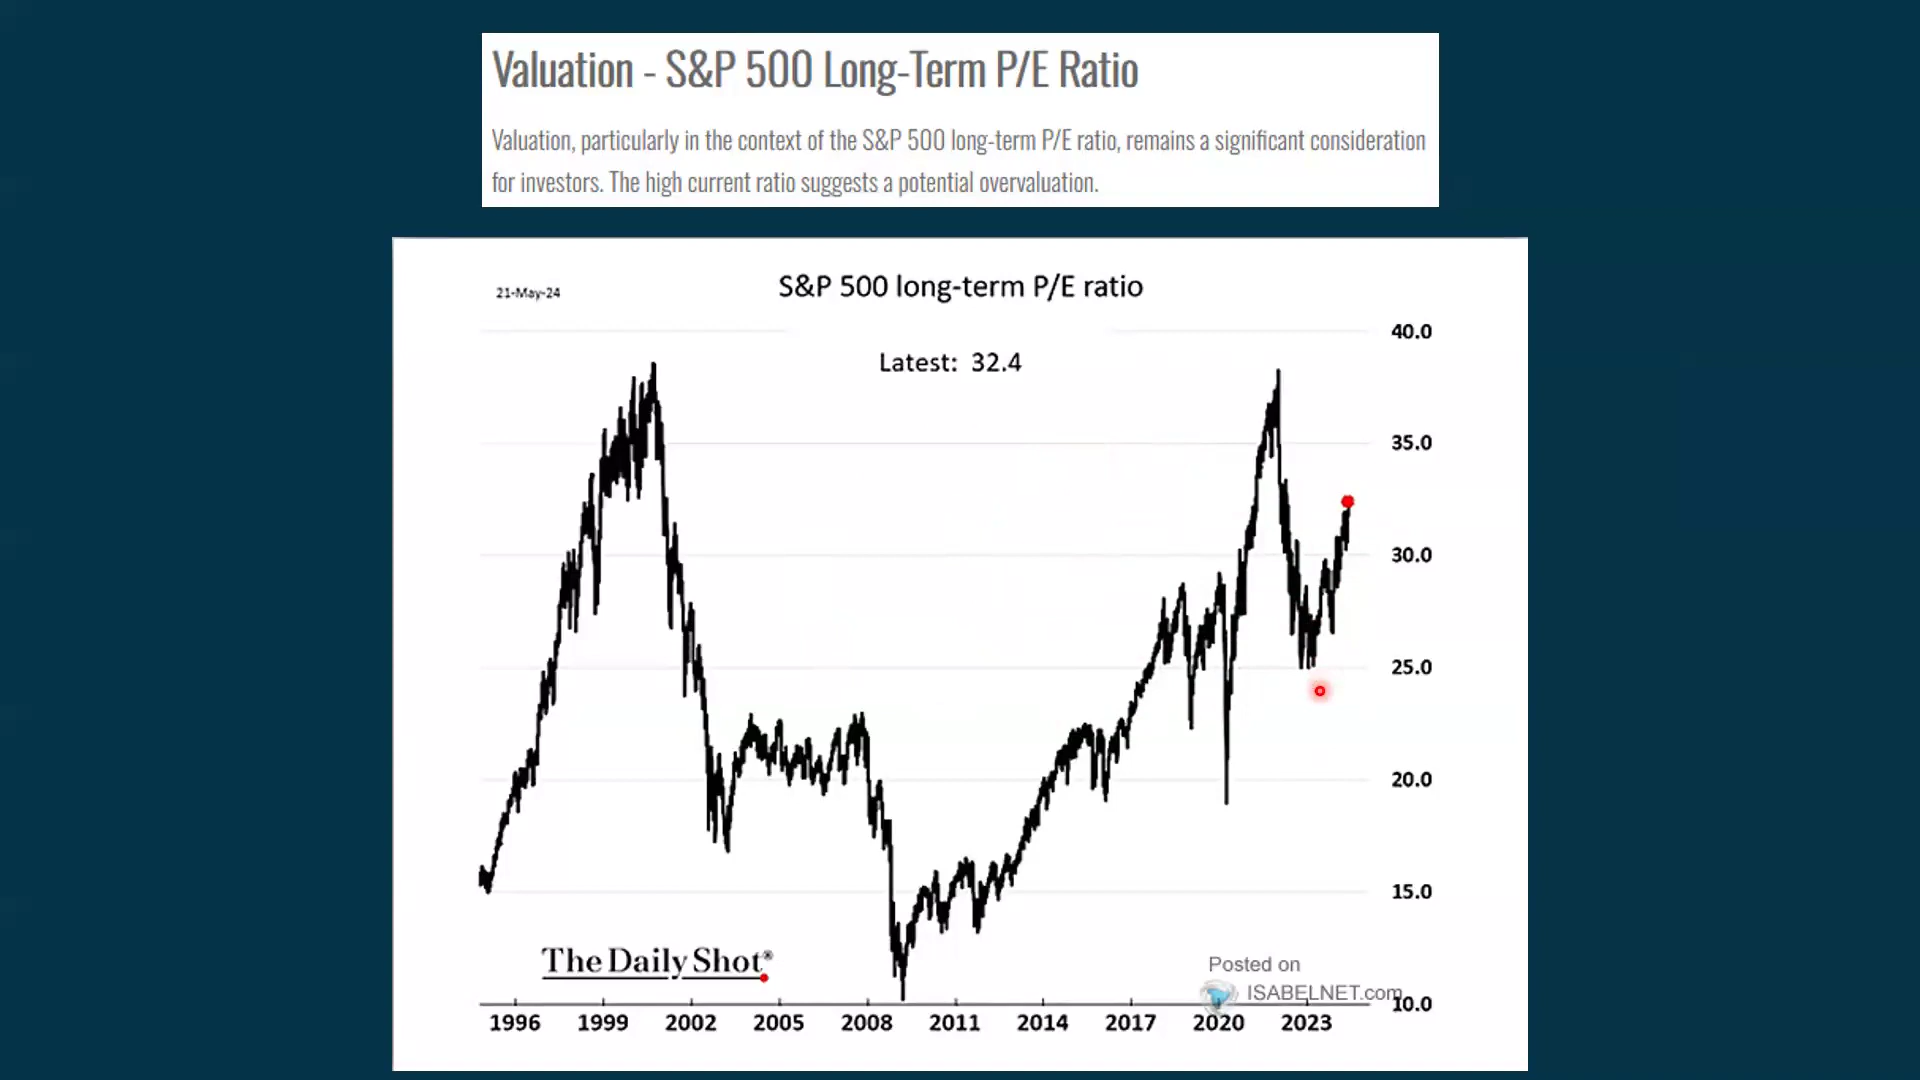 Valuation - S&P 500 Long-Term P/E Ratio
Valuation, particularly in the context of the S&P 500 long-term P/E ratio, remains a significant consideration
for investors. The high current ratio suggests a potential overvaluation.
21-May-24
S&P 500 long-term P/E ratio
Latest: 32.4
40.0
35.0
30.0
25.0
20.0
15.0
10.0
The Daily Shot®
Posted on
ISABELNET.com
1996 1999 2002 2005 2008 2011 2014 2017 2020 2023